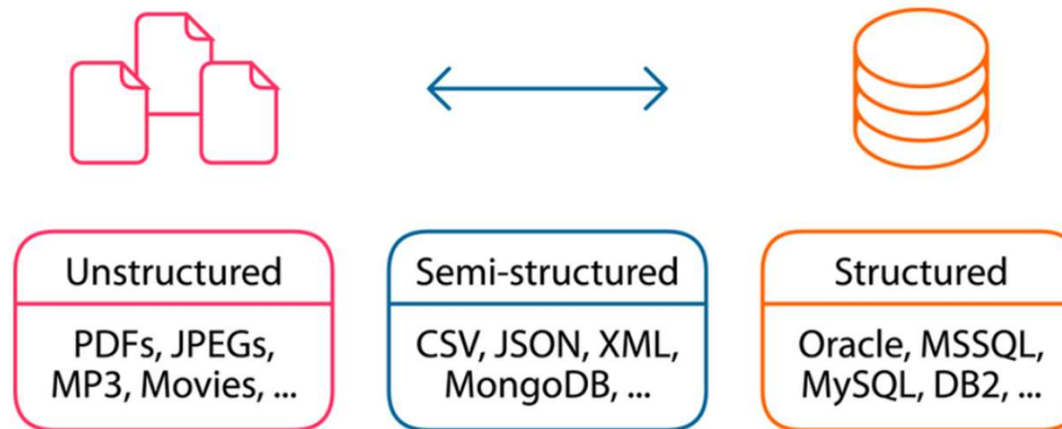 Unstructured
PDFs, JPEGs,
MP3, Movies, ...
Semi-structured
CSV, JSON, XML,
MongoDB, ...
Structured
Oracle, MSSQL,
MySQL, DB2, ...